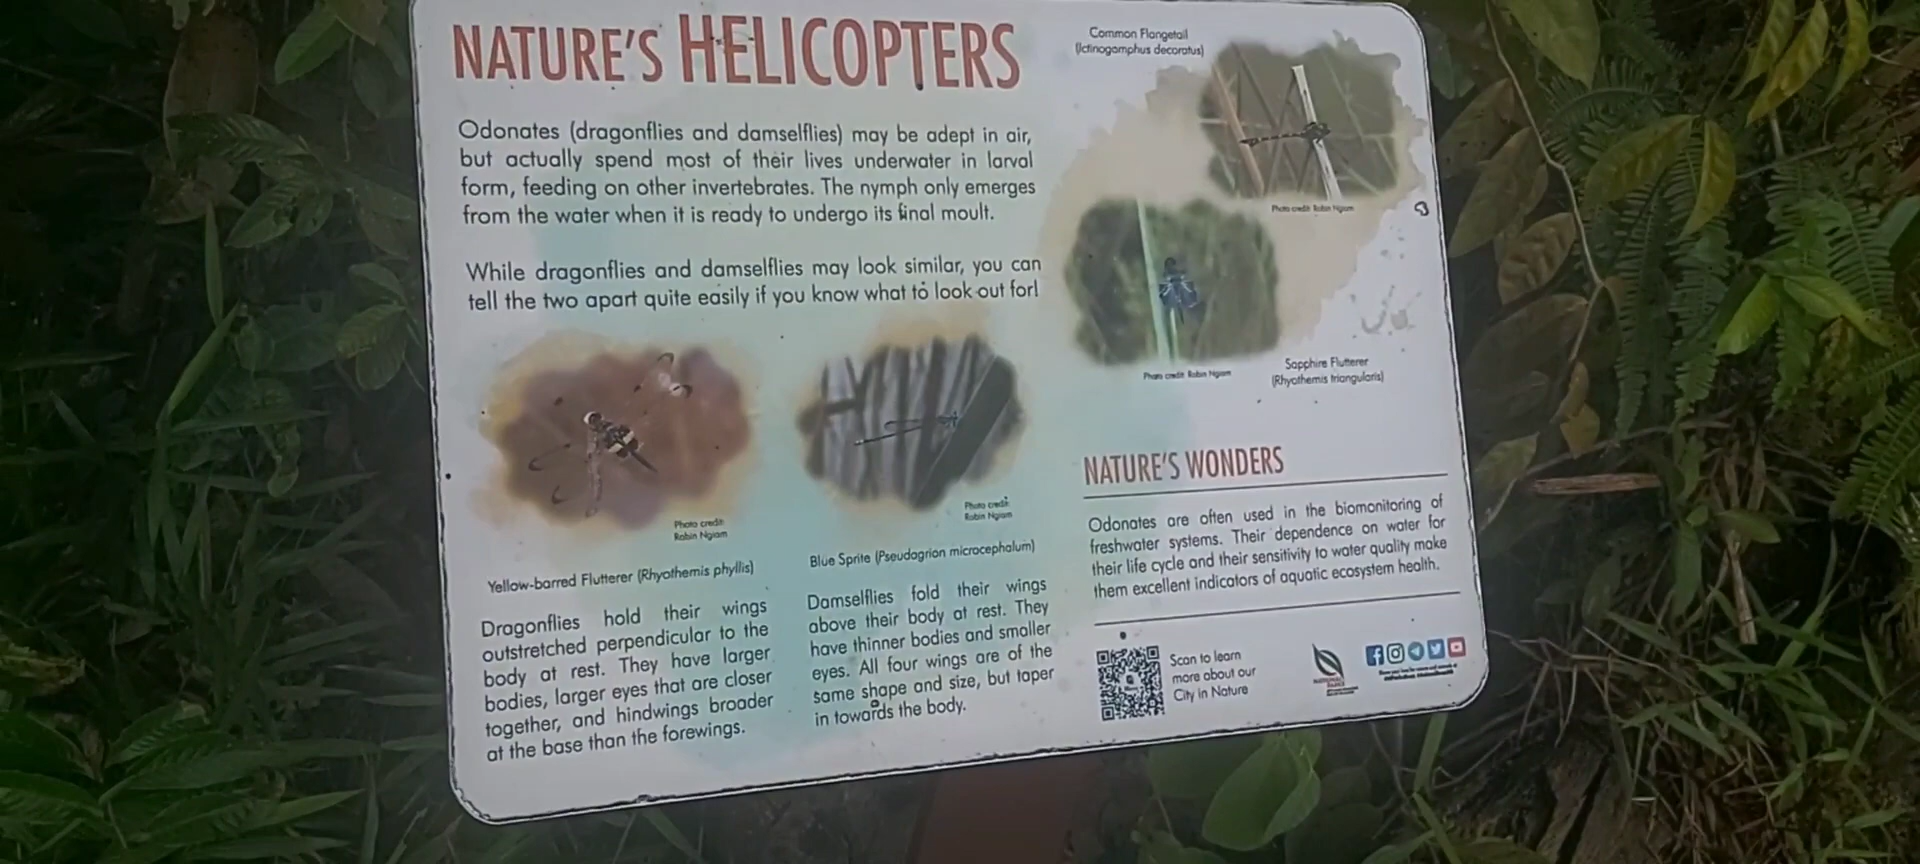 NATURE'S HELICOPTERS
Odonates (dragonflies and damselflies) may be adept in air,
but actually spend most of their lives underwater in larval
form, feeding on other invertebrates. The nymph only emerges
from the water when it is ready to undergo its final moult.
While dragonflies and damselflies may look similar, you can
tell the two apart quite easily if you know what to look out for!
Photo credit
Robin Ngiam
Yellow-barred Flutterer (Rhyothemis phyllis)
Dragonflies hold their wings
outstretched perpendicular to the
body at rest. They have larger
bodies, larger eyes that are closer
together, and hindwings broader
at the base than the forewings.
Photo credit
Robin Ngiam
Blue Sprite (Pseudagrion microcephalum)
Damselflies fold their wings
above their body at rest. They
have thinner bodies and smaller
eyes. All four wings are of the
same shape and size, but taper
in towards the body.
Common Flangetail
(Ictinogomphus decoratus)
Photo credit: Robin Ngiam
Photo credit: Robin Ngiam
Sapphire Flutterer
(Rhyothemis triangularis)
NATURE'S WONDERS
Odonates are often used in the biomonitoring of
freshwater systems. Their dependence on water for
their life cycle and their sensitivity to water quality make
them excellent indicators of aquatic ecosystem health.
Scan to learn
more about our
City in Nature